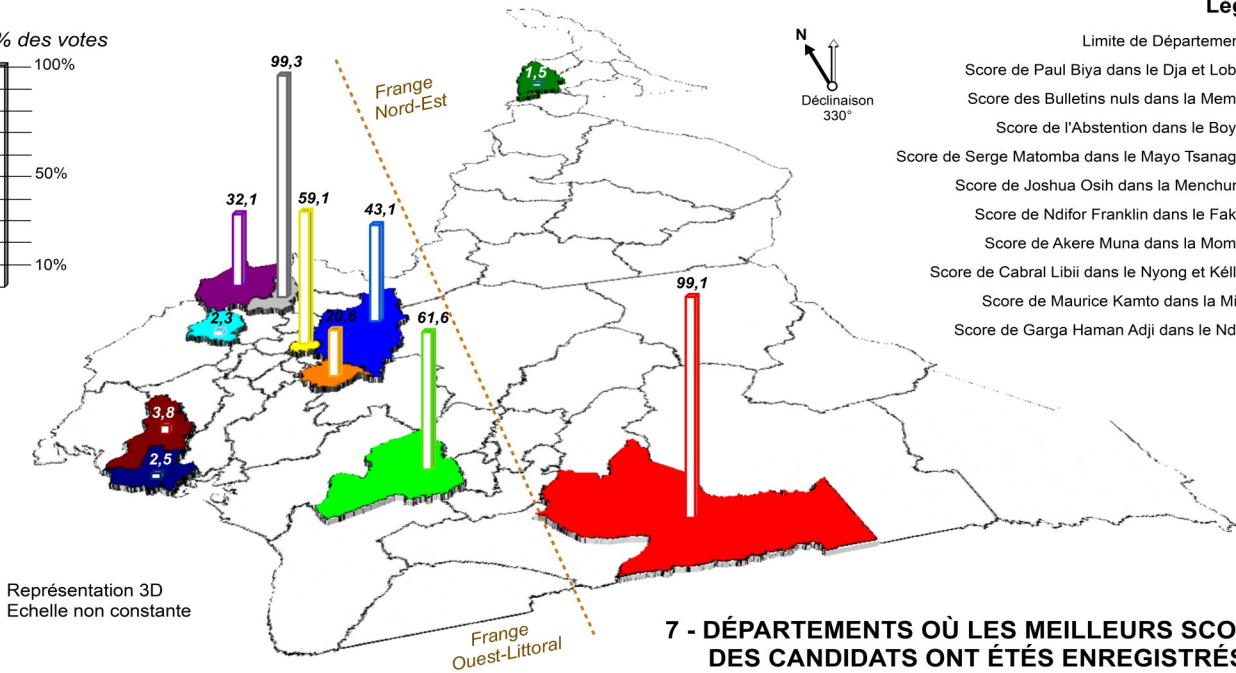 Lég
% des votes
100%
50%
10%
99,3
Frange
Nord-Est
1,5
N
Déclinaison
330°
Limite de Départemen
Score de Paul Biya dans le Dja et Lob
Score des Bulletins nuls dans la Mem
Score de l'Abstention dans le Boy
Score de Serge Matomba dans le Mayo Tsanag
Score de Joshua Osih dans la Menchu
Score de Ndifor Franklin dans le Fak
Score de Akere Muna dans la Mom
Score de Cabral Libii dans le Nyong et Kéll
Score de Maurice Kamto dans la Mi
Score de Garga Haman Adji dans le Nd
32,1
59,1
43,1
2,3
20,6
61,6
99,1
3,8
2,5
Représentation 3D
Echelle non constante
Frange
Ouest-Littoral
7 - DÉPARTEMENTS OÙ LES MEILLEURS SCO
DES CANDIDATS ONT ÉTÉS ENREGISTRÉS